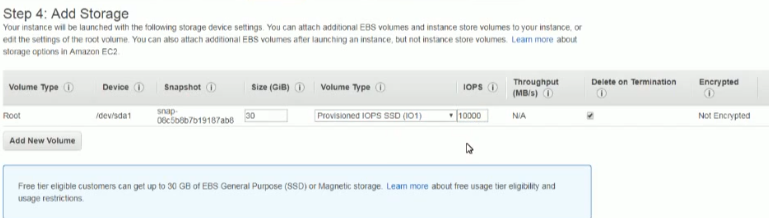 Step 4: Add Storage
Your instance will be launched with the following storage device settings. You can attach additional EBS volumes and instance store volumes to your instance, or
edit the settings of the root volume. You can also attach additional EBS volumes after launching an instance, but not instance store volumes. Learn more about
storage options in Amazon EC2.
Volume Type Device Snapshot Size (GiB) Volume Type IOPS Throughput (MB/s) Delete on Termination Encrypted
Root /dev/sda1 snap-06c5b8b7b19187ab8 30 Provisioned IOPS SSD (IO1) 10000 N/A Not Encrypted
Add New Volume
Free tier eligible customers can get up to 30 GB of EBS General Purpose (SSD) or Magnetic storage. Learn more about free usage tier eligibility and
usage restrictions.